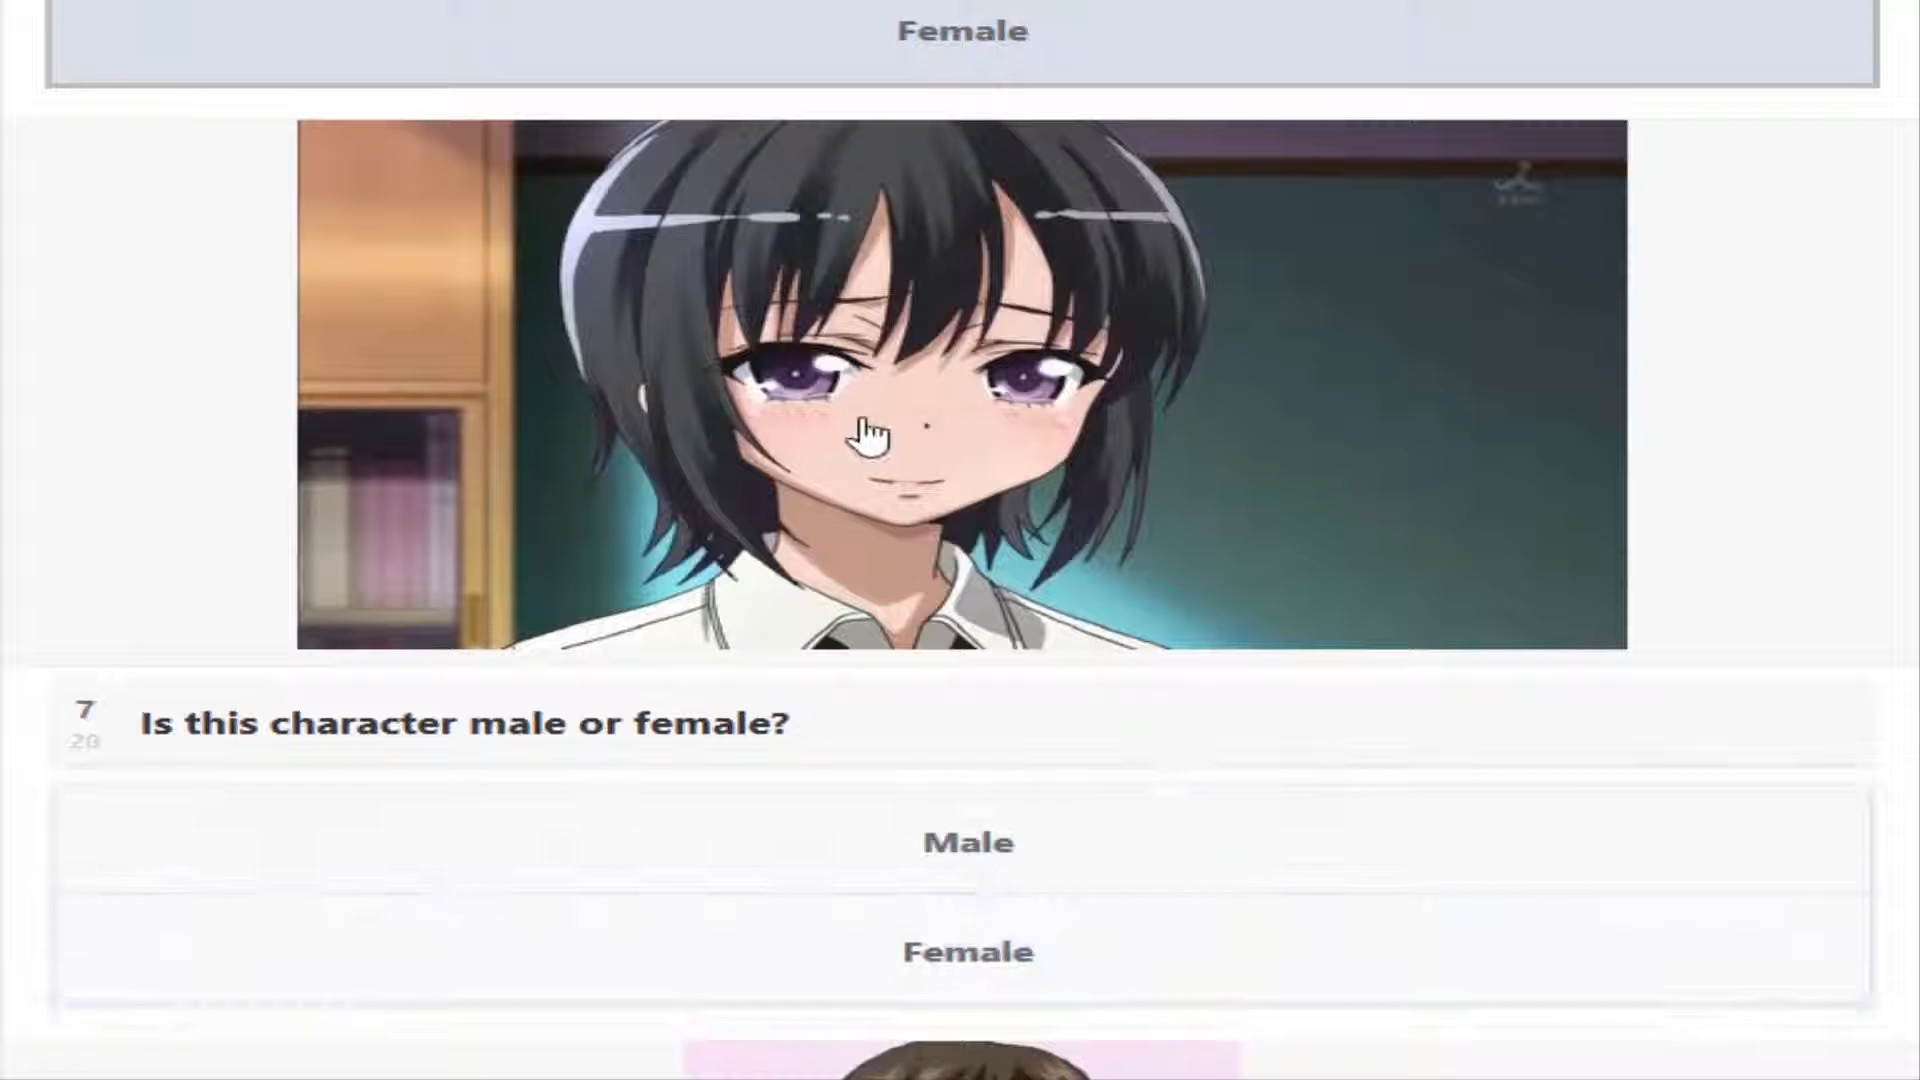 Female
7
20
Is this character male or female?
Male
Female